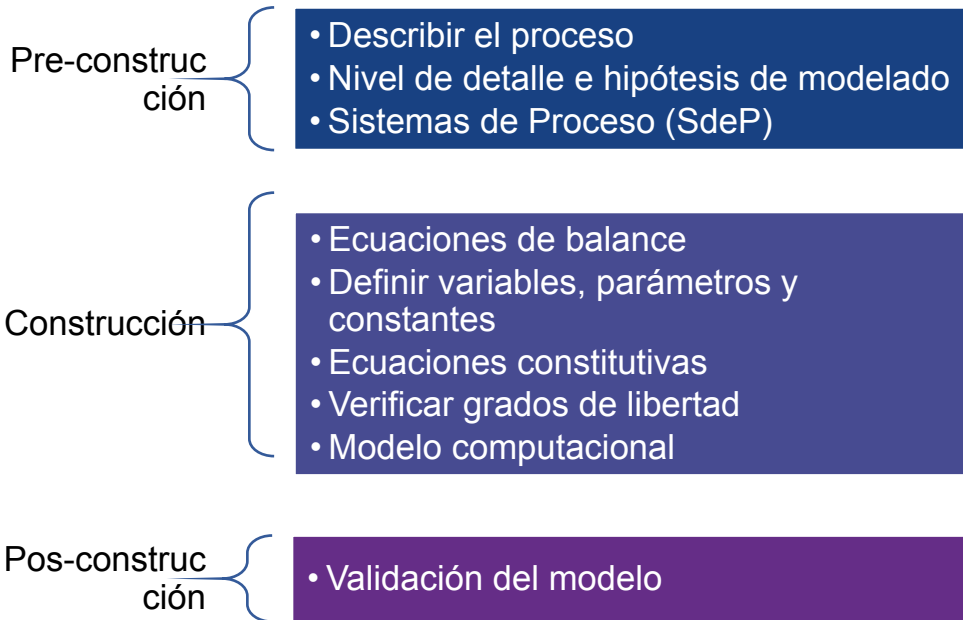 Pre-construc
ción
• Describir el proceso
• Nivel de detalle e hipótesis de modelado
• Sistemas de Proceso (SdeP)
Construcción
• Ecuaciones de balance
• Definir variables, parámetros y
constantes
• Ecuaciones constitutivas
• Verificar grados de libertad
• Modelo computacional
Pos-construc
ción
• Validación del modelo